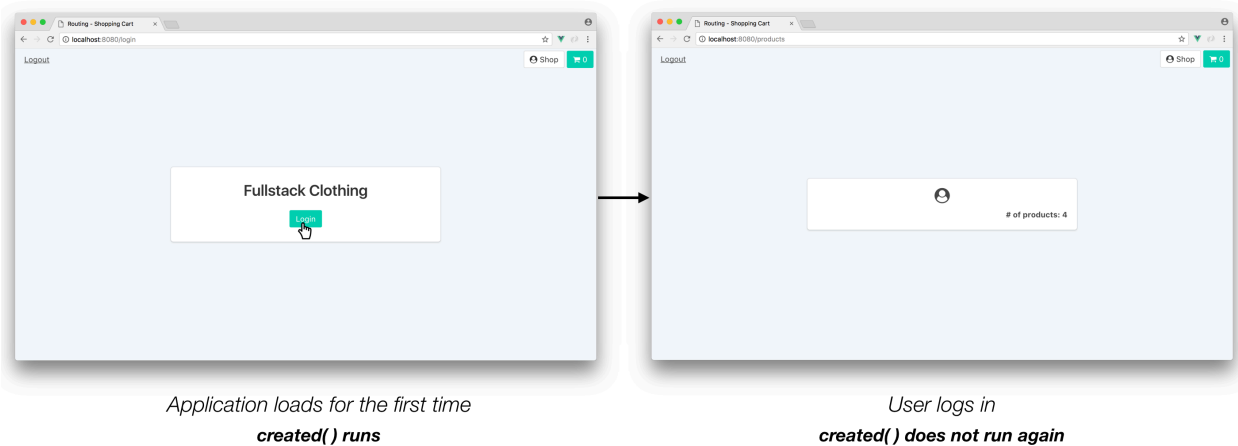 Routing - Shopping Cart
localhost:8080/login
Logout
Shop
0
Fullstack Clothing
Login
Application loads for the first time
created( ) runs
Routing - Shopping Cart
localhost:8080/products
Logout
Shop
0
# of products: 4
User logs in
created( ) does not run again